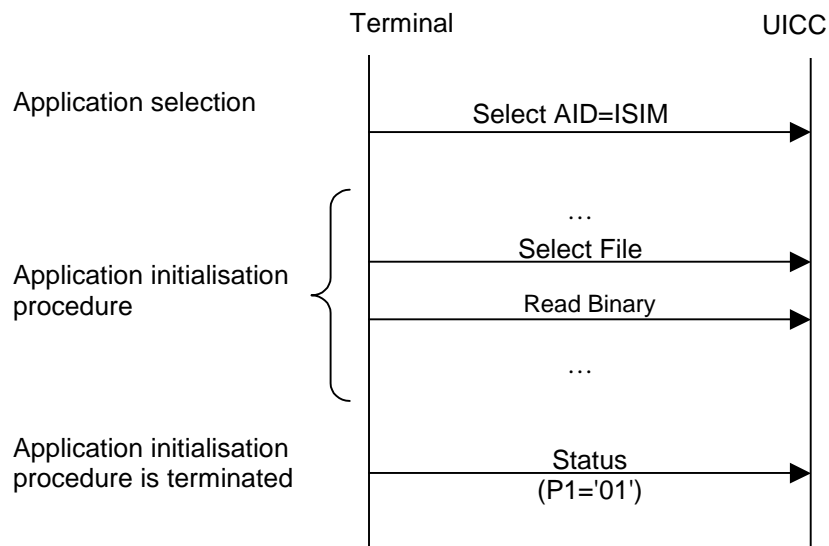 Terminal
UICC
Application selection
Select AID=ISIM
…
Select File
Application initialisation
procedure
Read Binary
…
Application initialisation
procedure is terminated
Status
(P1='01')